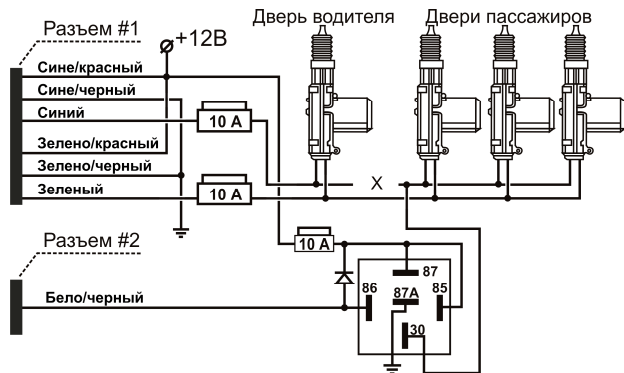 Дверь водителя
Двери пассажиров
Разъем #1
+12В
Сине/красный
Сине/черный
Синий
10 А
Зелено/красный
Зелено/черный
Зеленый
10 А
X
Разъем #2
10 А
87
86
87А
85
Бело/черный
30